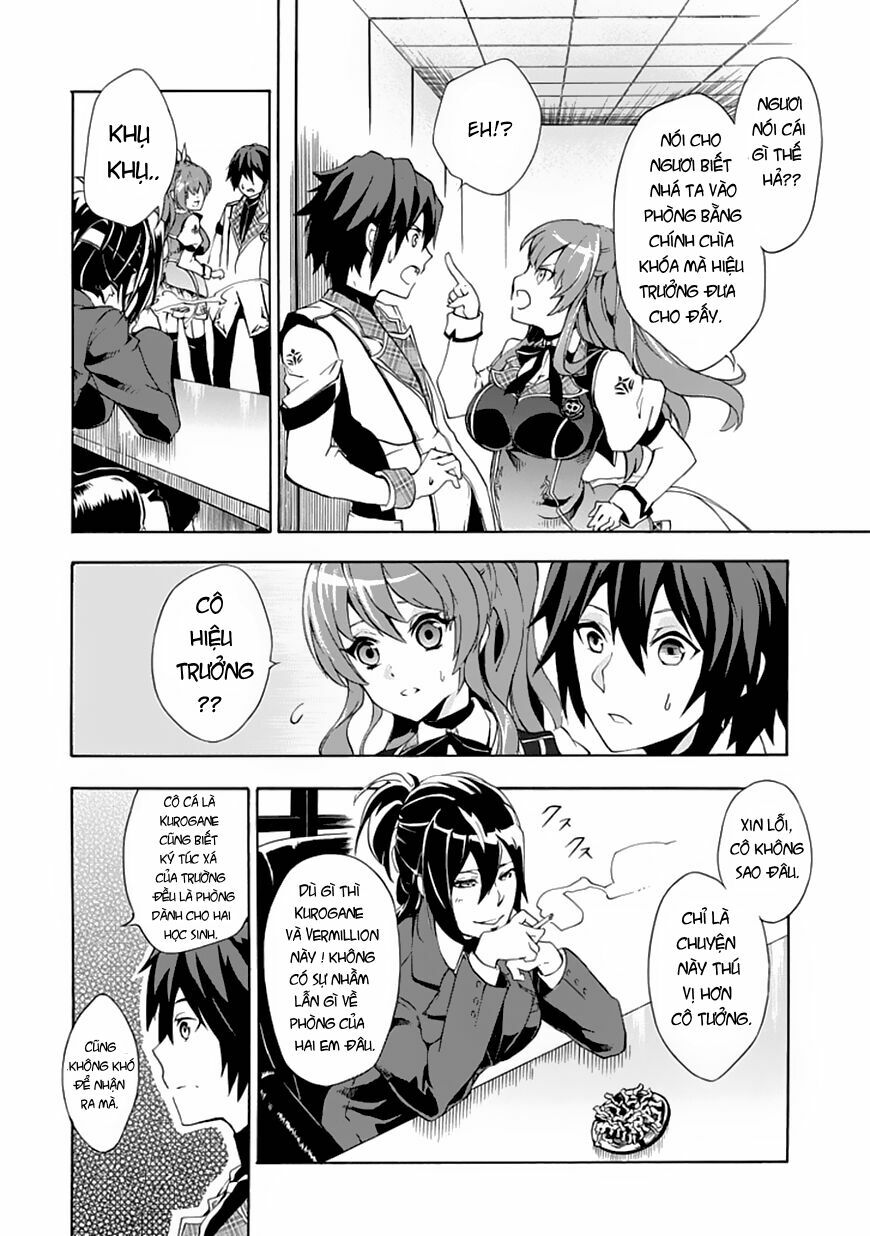 NGƯƠI
NÓI CÁI
GÌ THẾ
HẢ??
NÓI CHO
NGƯƠI BIẾT
NHÁ TA VÀO
PHÒNG BẰNG
CHÍNH CHÌA
KHÓA MÀ HIỆU
TRƯỞNG ĐƯA
CHO ĐẤY.
EH!?
KHỤ
KHỤ..
CÔ
HIỆU
TRƯỞNG
??
XIN LỖI,
CÔ KHÔNG
SAO ĐÂU.
CHỈ LÀ
CHUYỆN
NÀY THÚ
VỊ HƠN
CÔ TƯỞNG.
クス
クス
DÙ GÌ THÌ
KUROGANE
VÀ VERMILLION
NÀY ! KHÔNG
CÓ SỰ NHẦM
LẪN GÌ VỀ
PHÒNG CỦA
HAI EM ĐÂU.
CÔ CÁ LÀ
KUROGANE
CŨNG BIẾT
KÝ TÚC XÁ
CỦA TRƯỜNG
ĐỀU LÀ PHÒNG
DÀNH CHO HAI
HỌC SINH.
CŨNG
KHÔNG KHÓ
ĐỂ NHẬN
RA MÀ.